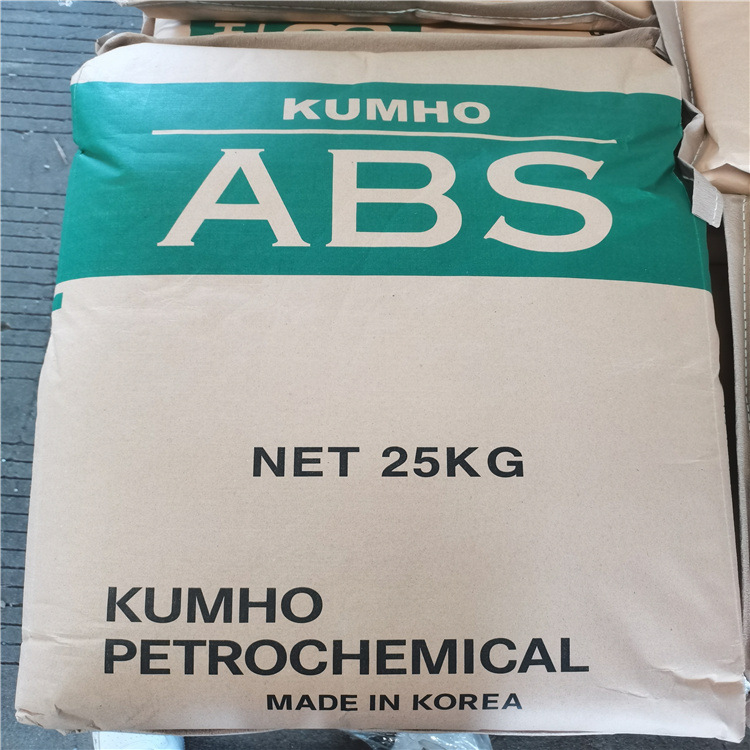 KUMHO
ABS
NET 25KG
KUMHO
PETROCHEMICAL
MADE IN KOREA